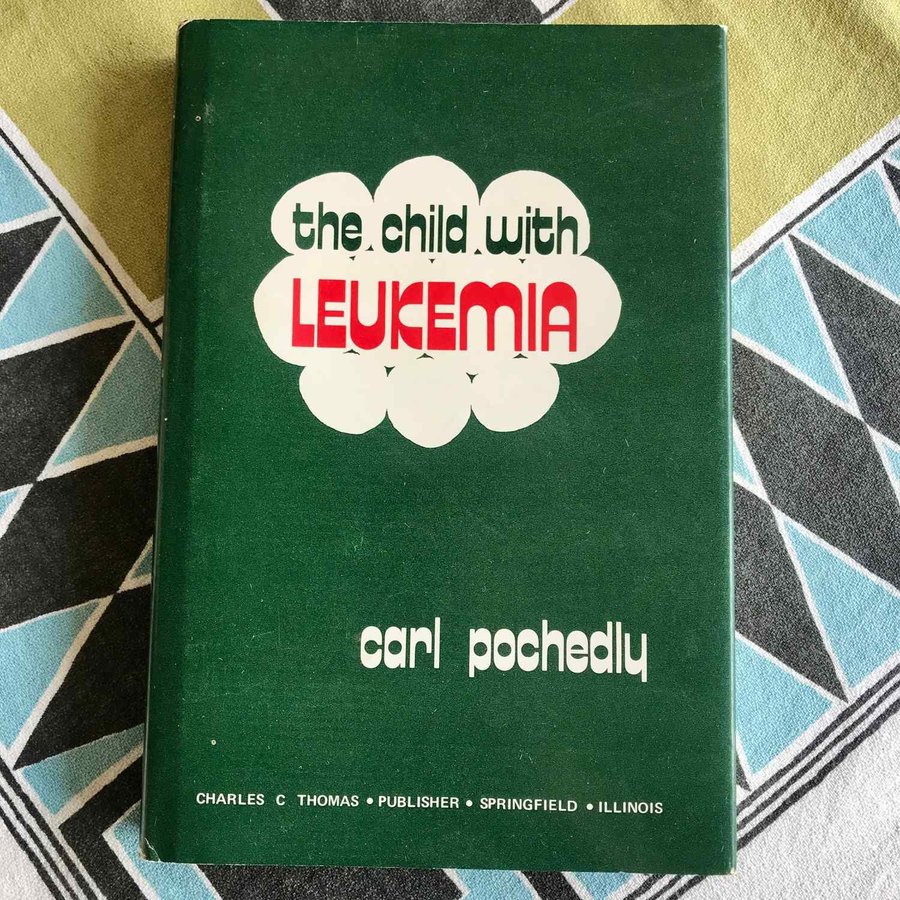 the child with
LEUKEMIA
carl pochedly
CHARLES C THOMAS • PUBLISHER • SPRINGFIELD • ILLINOIS